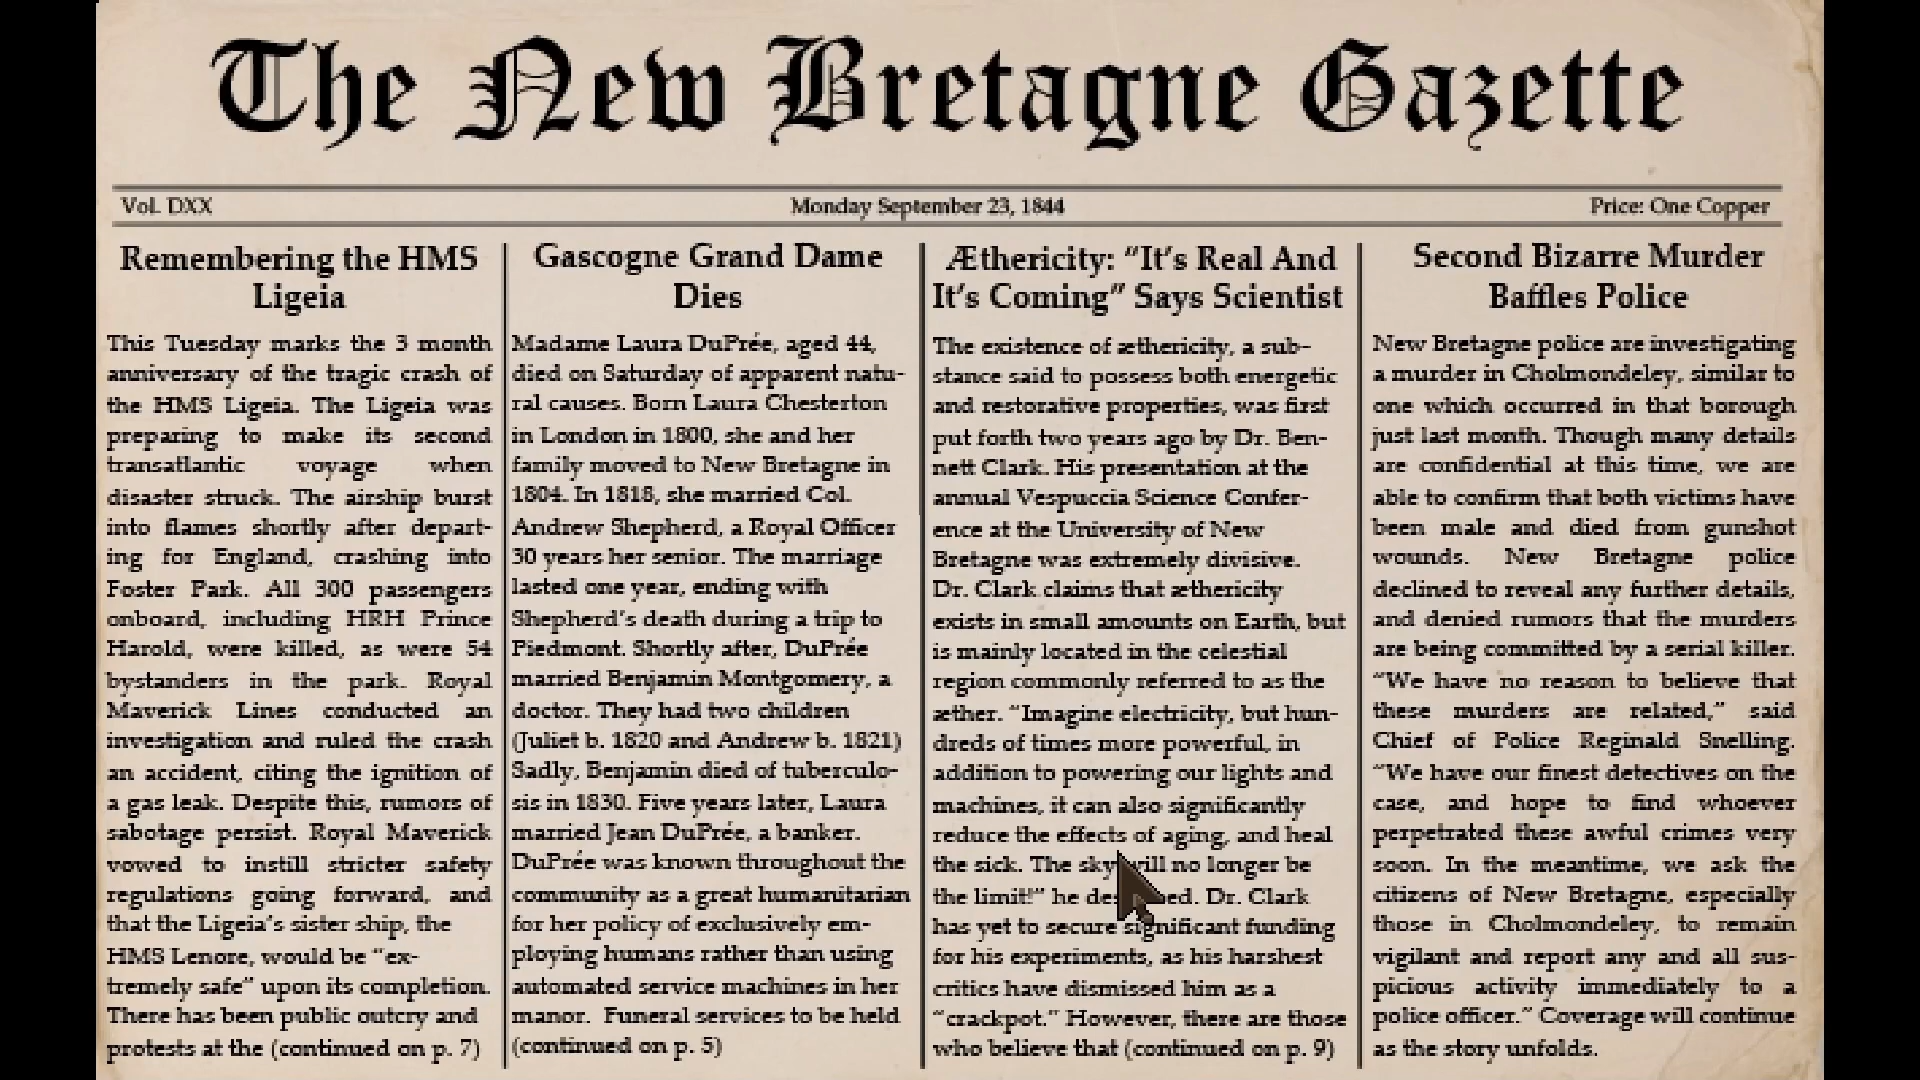 The New Bretagne Gazette
Vol. DXX
Monday September 23, 1844
Price: One Copper
Remembering the HMS
Ligeia
This Tuesday marks the 3 month
anniversary of the tragic crash of
the HMS Ligeia. The Ligeia was
preparing to make its second
transatlantic voyage when
disaster struck. The airship burst
into flames shortly after depart-
ing for England, crashing into
Foster Park. All 300 passengers
onboard, including HRH Prince
Harold, were killed, as were 54
bystanders in the park. Royal
Maverick Lines conducted an
investigation and ruled the crash
an accident, citing the ignition of
a gas leak. Despite this, rumors of
sabotage persist. Royal Maverick
vowed to instill stricter safety
regulations going forward, and
that the Ligeia's sister ship, the
HMS Lenore, would be "ex-
tremely safe" upon its completion.
There has been public outcry and
protests at the (continued on p. 7)
Gascogne Grand Dame
Dies
Madame Laura DuPrée, aged 44,
died on Saturday of apparent natu-
ral causes. Born Laura Chesterton
in London in 1800, she and her
family moved to New Bretagne in
1804. In 1818, she married Col.
Andrew Shepherd, a Royal Officer
30 years her senior. The marriage
lasted one year, ending with
Shepherd's death during a trip to
Piedmont. Shortly after, DuPrée
married Benjamin Montgomery, a
doctor. They had two children
(Juliet b. 1820 and Andrew b. 1821)
Sadly, Benjamin died of tuberculo-
sis in 1830. Five years later, Laura
married Jean DuPrée, a banker.
DuPrée was known throughout the
community as a great humanitarian
for her policy of exclusively em-
ploying humans rather than using
automated service machines in her
manor. Funeral services to be held
(continued on p. 5)
Æthericity: "It's Real And
It's Coming" Says Scientist
The existence of æthericity, a sub-
stance said to possess both energetic
and restorative properties, was first
put forth two years ago by Dr. Ben-
nett Clark. His presentation at the
annual Vespuccia Science Confer-
ence at the University of New
Bretagne was extremely divisive.
Dr. Clark claims that æthericity
exists in small amounts on Earth, but
is mainly located in the celestial
region commonly referred to as the
æther. "Imagine electricity, but hun-
dreds of times more powerful, in
addition to powering our lights and
machines, it can also significantly
reduce the effects of aging, and heal
the sick. The sky will no longer be
the limit!" he Dr. Clark
has yet to secure significant funding
for his experiments, as his harshest
critics have dismissed him as a
"crackpot." However, there are those
who believe that (continued on p. 9)
Second Bizarre Murder
Baffles Police
New Bretagne police are investigating
a murder in Cholmondeley, similar to
one which occurred in that borough
just last month. Though many details
are confidential at this time, we are
able to confirm that both victims have
been male and died from gunshot
wounds. New Bretagne police
declined to reveal any further details,
and denied rumors that the murders
are being committed by a serial killer.
"We have no reason to believe that
these murders are related," said
Chief of Police Reginald Snelling.
"We have our finest detectives on the
case, and hope to find whoever
perpetrated these awful crimes very
soon. In the meantime, we ask the
citizens of New Bretagne, especially
those in Cholmondeley, to remain
vigilant and report any and all sus-
picious activity immediately to a
police officer." Coverage will continue
as the story unfolds.